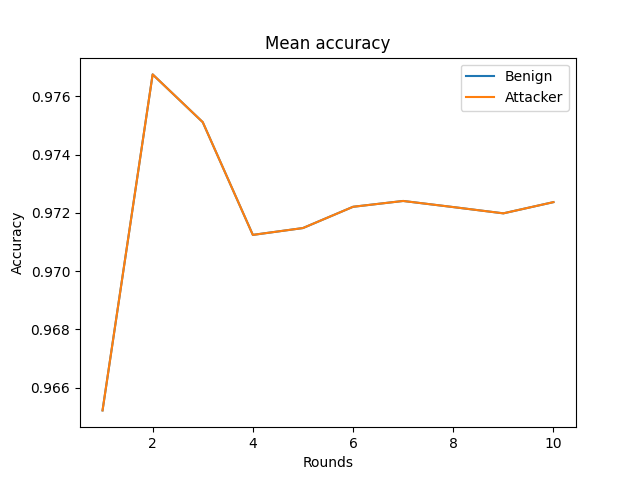 Mean accuracy
Benign
Attacker
Accuracy
0.976
0.974
0.972
0.970
0.968
0.966
2 4 6 8 10
Rounds